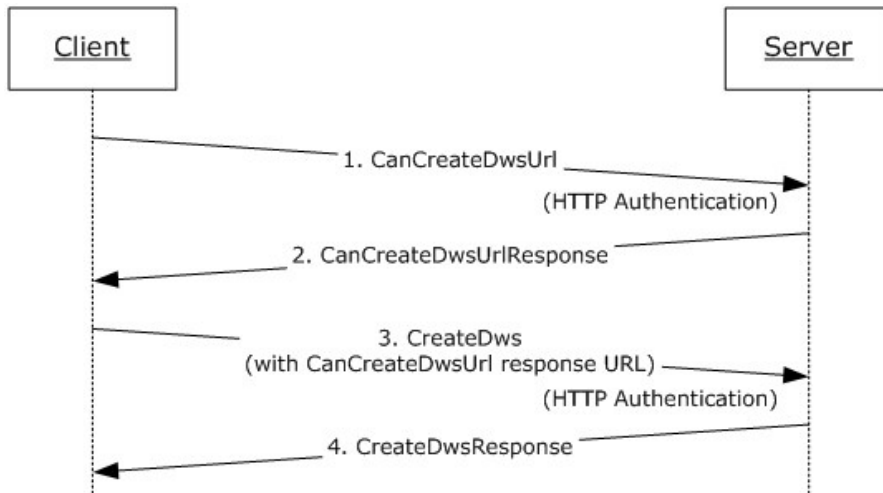 Client
Server
1. CanCreateDwsUrl
(HTTP Authentication)
2. CanCreateDwsUrlResponse
3. CreateDws
(with CanCreateDwsUrl response URL)
(HTTP Authentication)
4. CreateDwsResponse